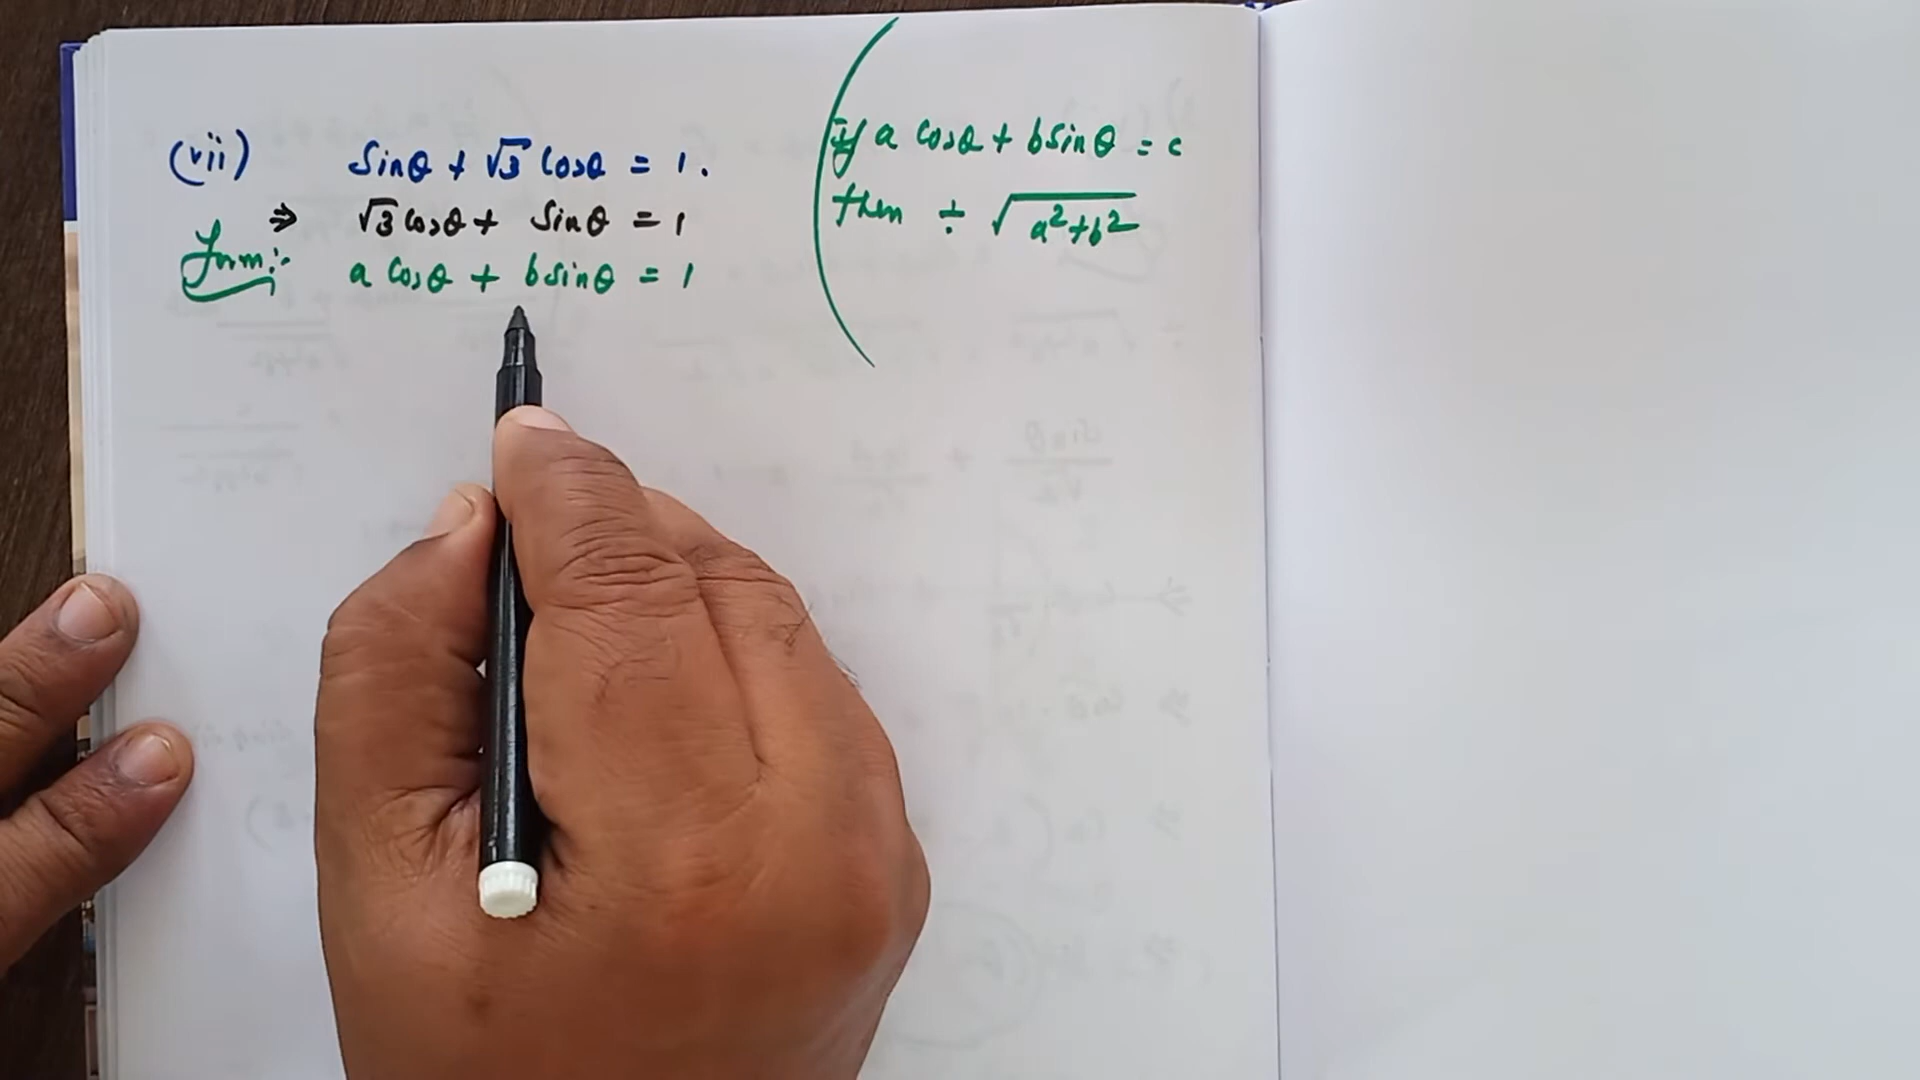 (vii) Sinθ + √3 Cosθ = 1.
⇒ √3 Cosθ + Sinθ = 1
Form:- a Cosθ + b Sinθ = 1
If a Cosθ + b Sinθ = c
then ÷ √a²+b²